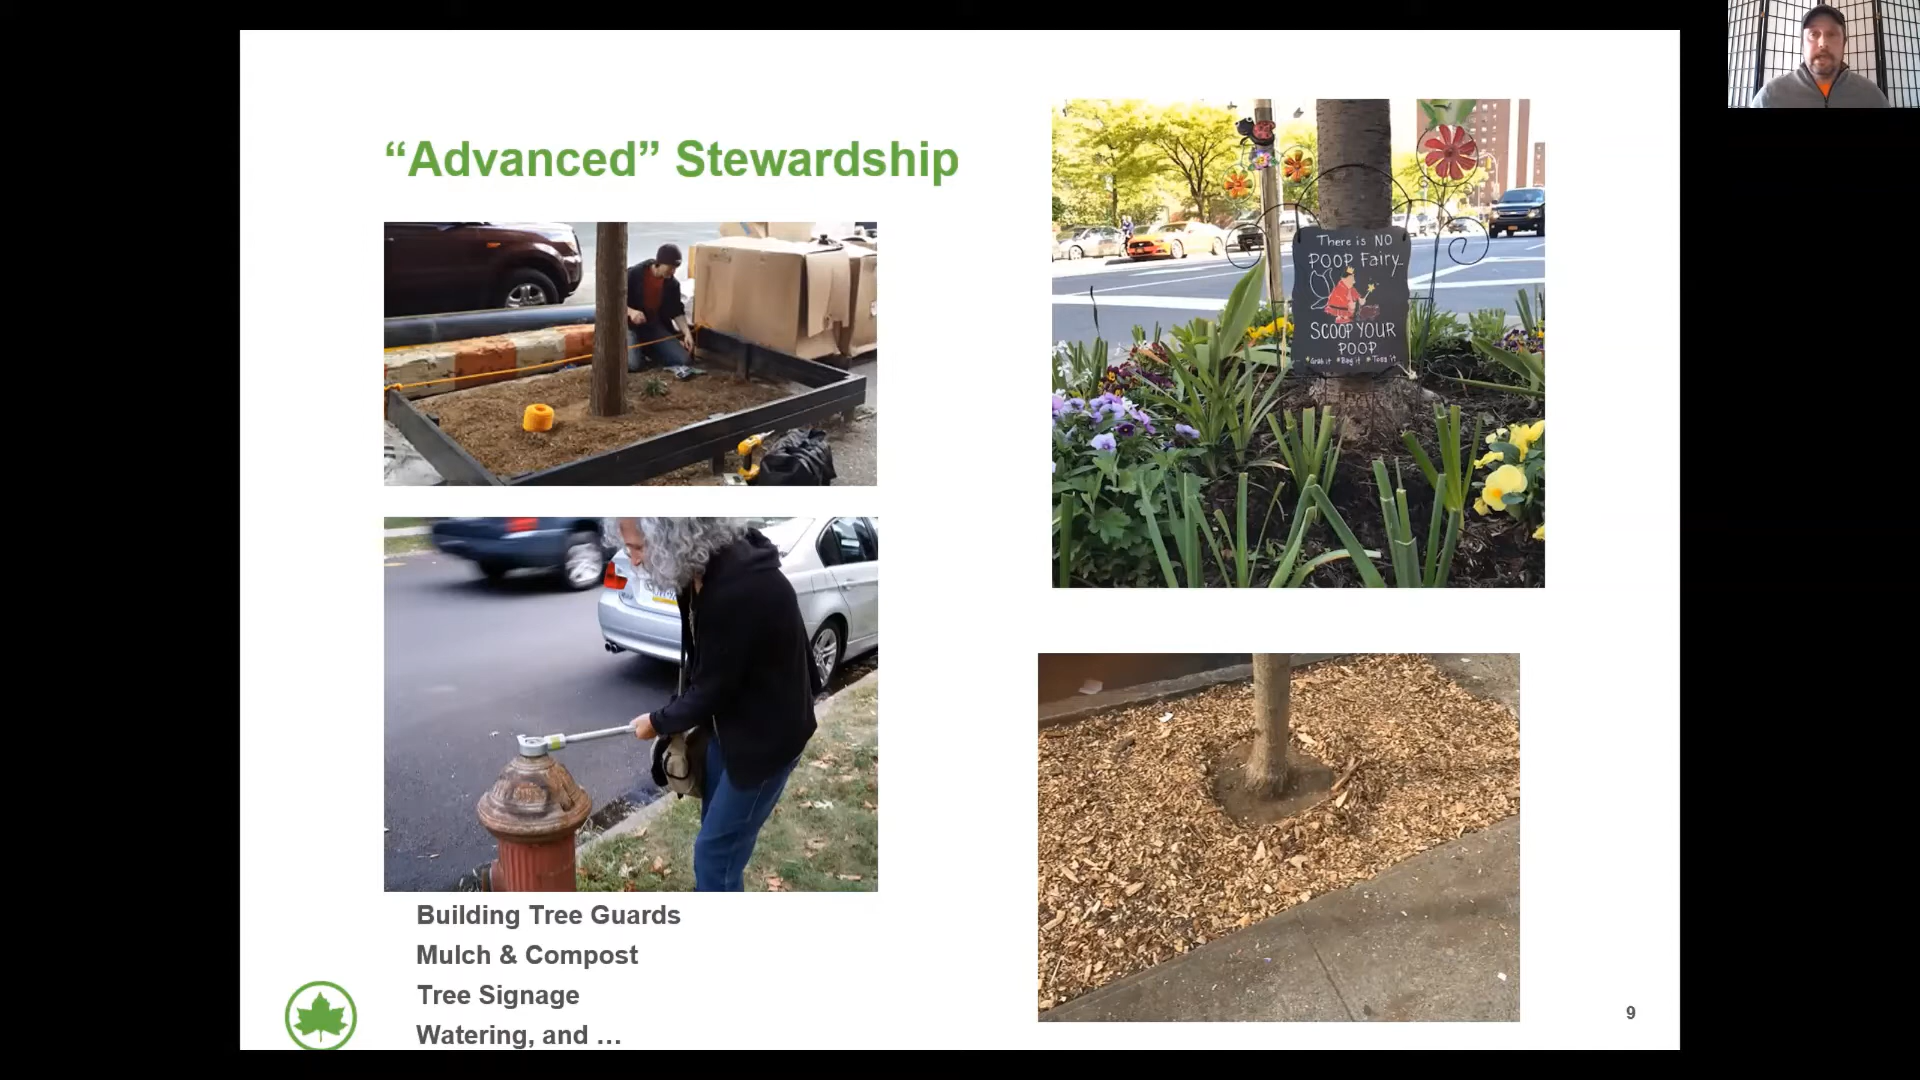 “Advanced” Stewardship
There is NO
POOP Fairy
SCOOP YOUR
POOP
*Grab it *Bag it *Toss it
Building Tree Guards
Mulch & Compost
Tree Signage
Watering, and …
9